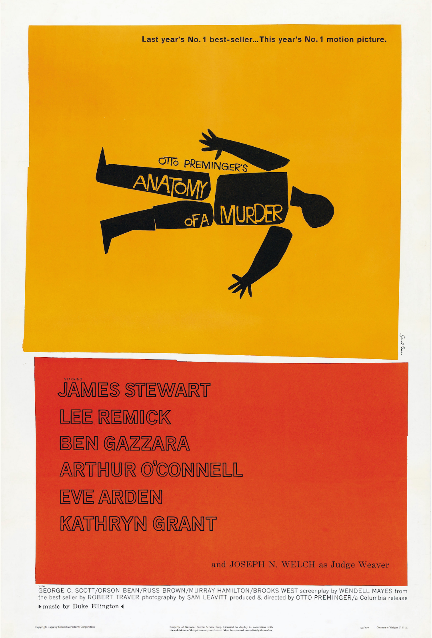 Last year's No. 1 best-seller...This year's No. 1 motion picture.
OTTO PREMINGER'S
ANATOMY
OF A MURDER
JAMES STEWART
LEE REMICK
BEN GAZZARA
ARTHUR O'CONNELL
EVE ARDEN
KATHRYN GRANT
and JOSEPH N. WELCH as Judge Weaver
GEORGE C. SCOTT/ORSON BEAN/RUSS BROWN/MURRAY HAMILTON/BROOKS WEST screenplay by WENDELL MAYES from
the best seller by ROBERT TRAVER photography by SAM LEAVITT produced & directed by OTTO PREMINGER/a Columbia release
music by Duke Ellington